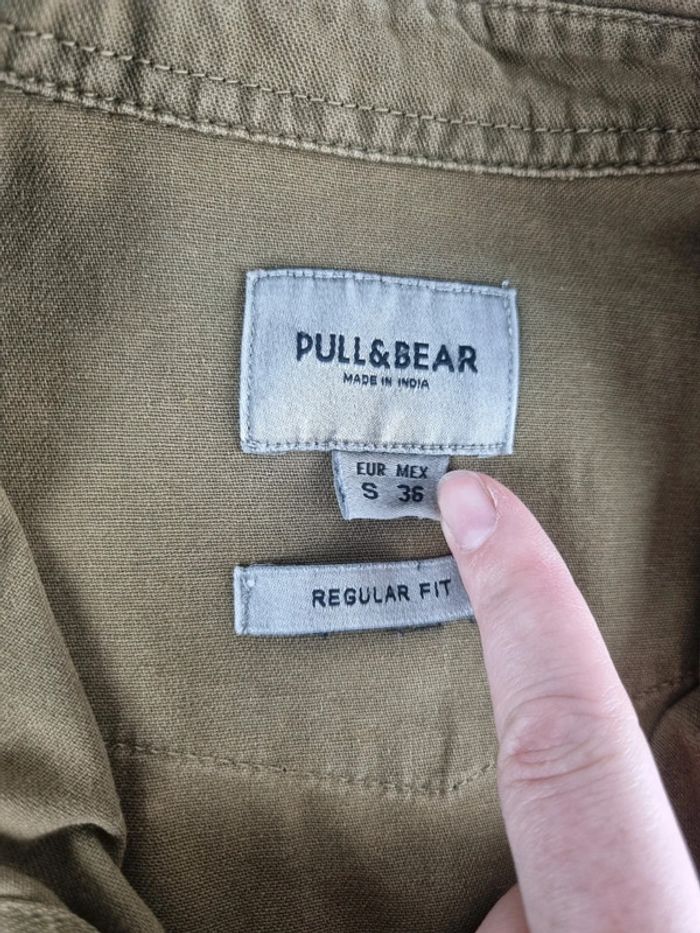 PULL&BEAR
MADE IN INDIA
EUR MEX
S 36
REGULAR FIT